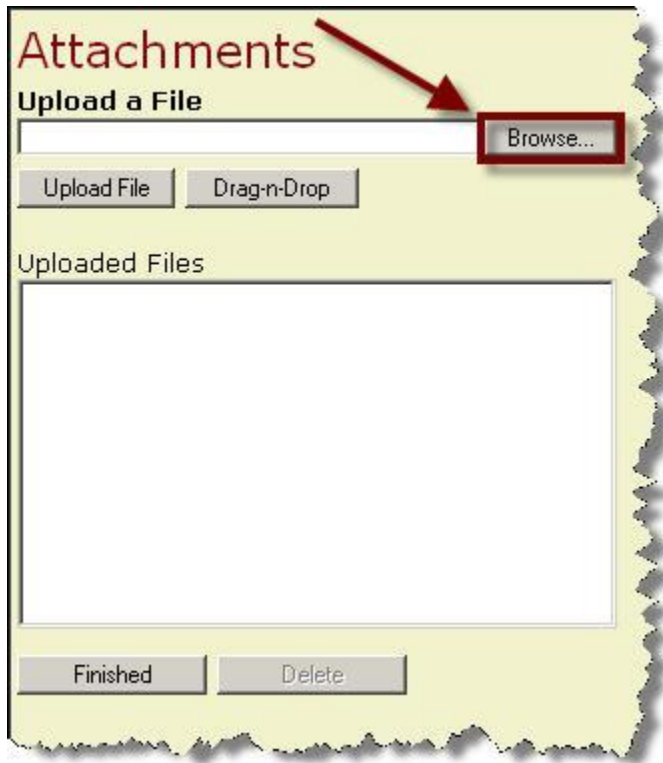 Attachments
Upload a File
Browse...
Upload File Drag-n-Drop
Uploaded Files
Finished Delete